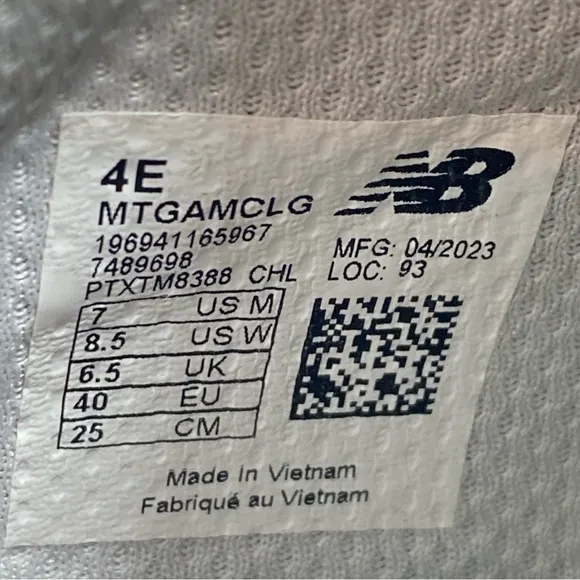 4E
NB
MTGAMCLG
196941165967
7489698
PTXTM8388 CHL
MFG: 04/2023
LOC: 93
7 US M
8.5 US W
6.5 UK
40 EU
25 CM
Made In Vietnam
Fabriqué au Vietnam